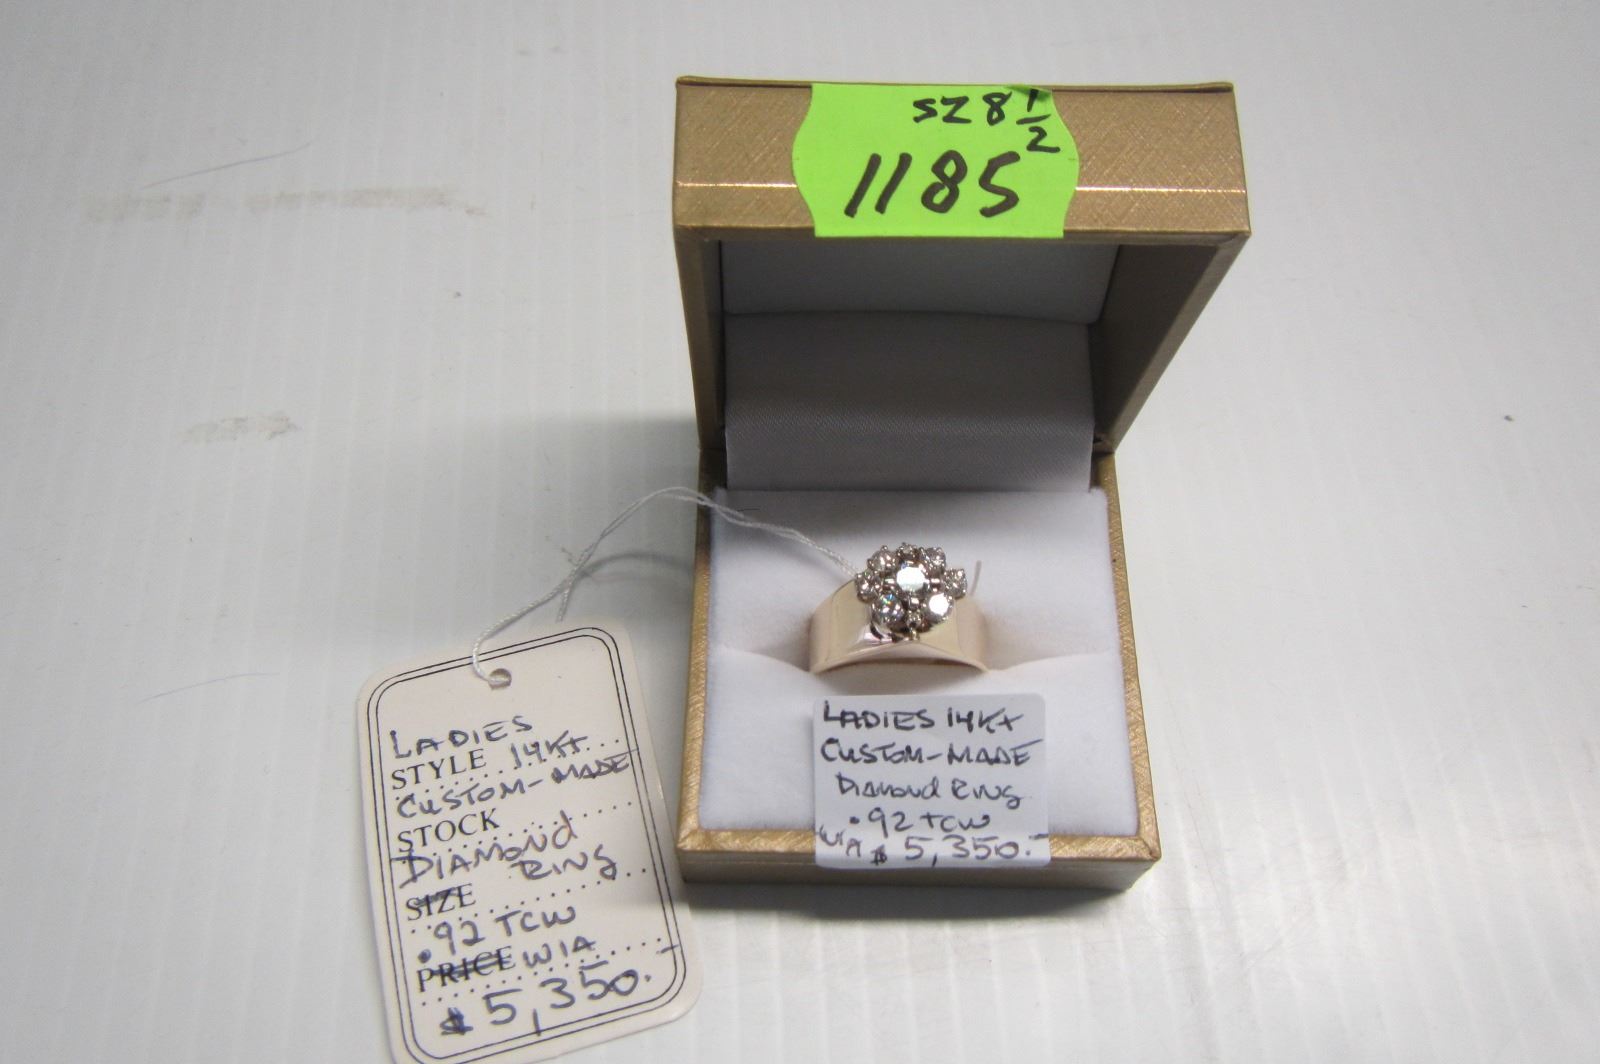 SZ 8 1/2
1185
LADIES
STYLE 14Kt
CUSTOM-MADE
STOCK
DIAMOND
RING
SIZE
.92 TCW
PRICE W/A
$5,350.-
LADIES 14Kt
CUSTOM-MADE
Diamond Ring
.92 TCW
W/A $5,350.-